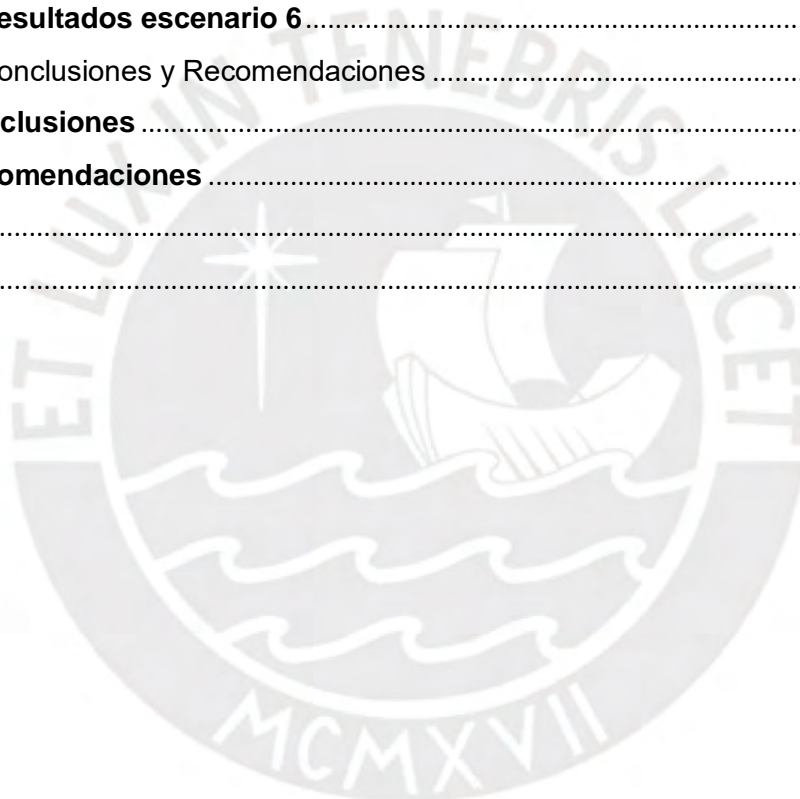 esultados escenario 6
onclusiones y Recomendaciones
clusiones
omendaciones
ET LUX IN TENEBRIS LUCET
MCMXVII